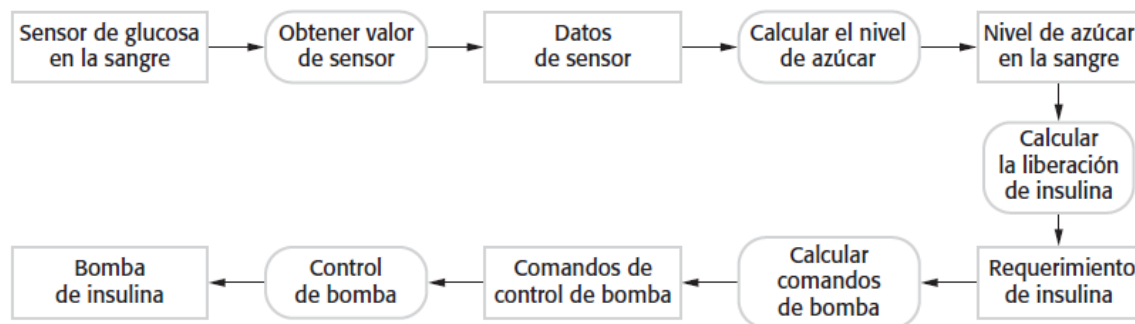 Sensor de glucosa
en la sangre
Obtener valor
de sensor
Datos
de sensor
Calcular el nivel
de azúcar
Nivel de azúcar
en la sangre
Calcular
la liberación
de insulina
Requerimiento
de insulina
Calcular
comandos
de bomba
Comandos de
control de bomba
Control
de bomba
Bomba
de insulina